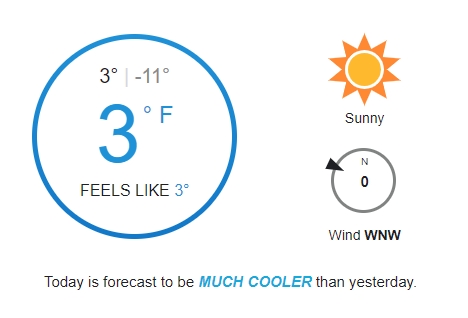 3° | -11°
3° F
FEELS LIKE 3°
Sunny
N
0
Wind WNW
Today is forecast to be MUCH COOLER than yesterday.